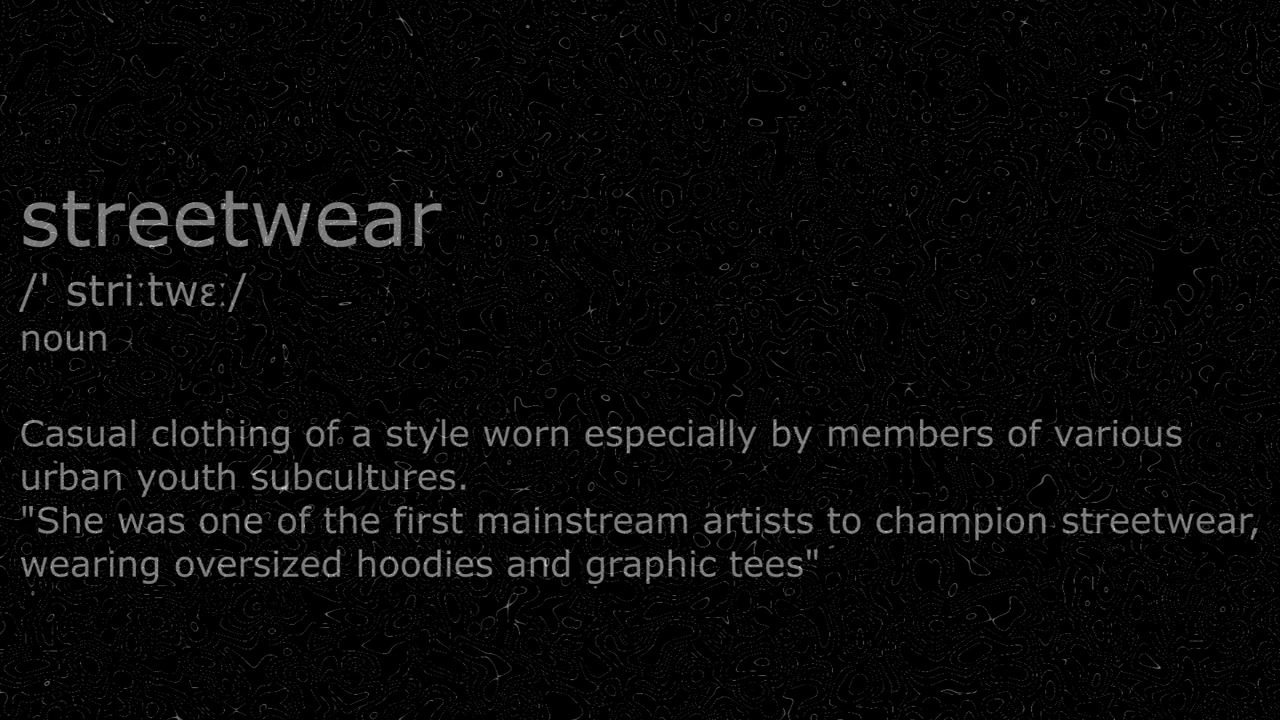 streetwear
/' striːtwɛː/
noun
Casual clothing of a style worn especially by members of various
urban youth subcultures.
"She was one of the first mainstream artists to champion streetwear,
wearing oversized hoodies and graphic tees"